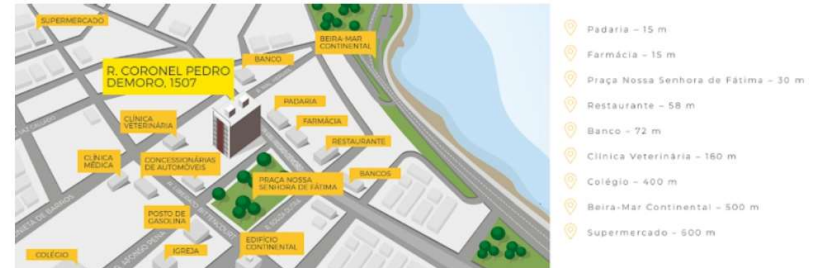 SUPERMERCADO
BEIRA-MAR
CONTINENTAL
BANCO
R. CORONEL PEDRO
DEMORO, 1507
PADARIA
CLÍNICA
VETERINÁRIA
FARMÁCIA
RESTAURANTE
CLÍNICA
MÉDICA
CONCESSIONÁRIAS
DE AUTOMÓVEIS
BANCOS
PRAÇA NOSSA
SENHORA DE FÁTIMA
POSTO DE
GASOLINA
EDIFÍCIO
CONTINENTAL
IGREJA
COLÉGIO
Padaria – 15 m
Farmácia – 15 m
Praça Nossa Senhora de Fátima – 30 m
Restaurante – 58 m
Banco – 72 m
Clínica Veterinária – 160 m
Colégio – 400 m
Beira-Mar Continental – 500 m
Supermercado – 600 m